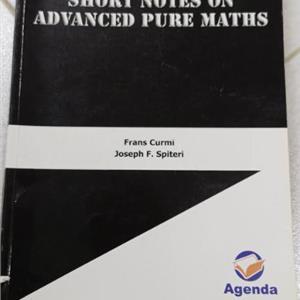 SHORT NOTES ON
ADVANCED PURE MATHS
Frans Curmi
Joseph F. Spiteri
Agenda